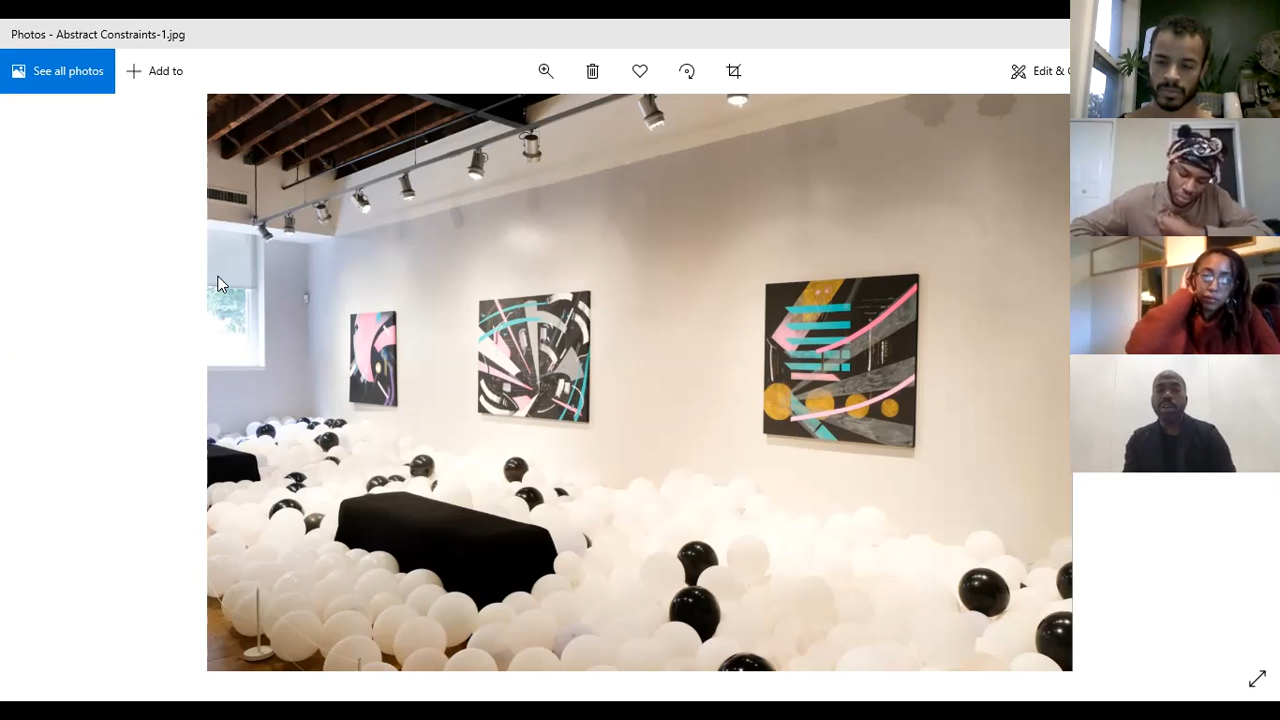 Photos - Abstract Constraints-1.jpg
See all photos
Add to
Edit &